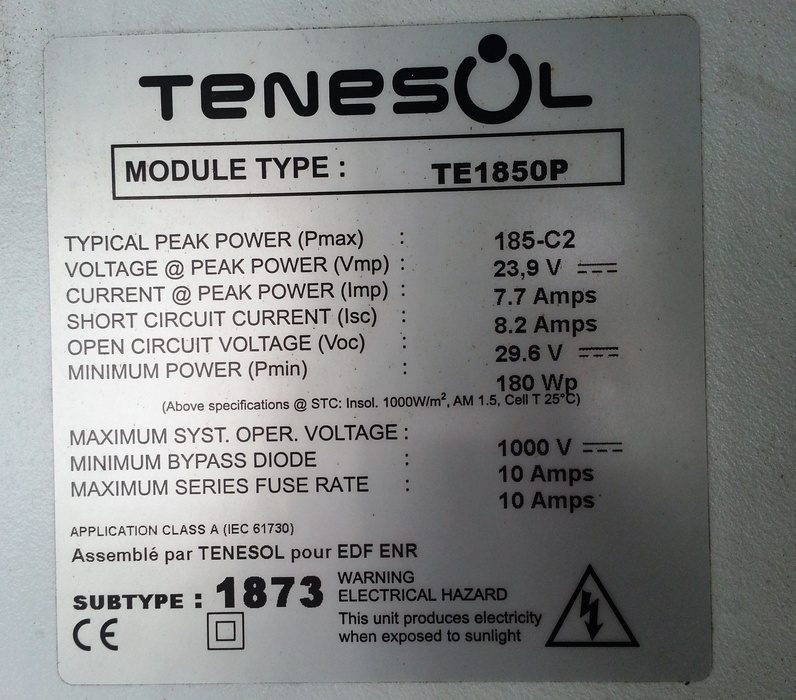 TENESOL
MODULE TYPE : TE1850P
TYPICAL PEAK POWER (Pmax) : 185-C2
VOLTAGE @ PEAK POWER (Vmp) : 23,9 V
CURRENT @ PEAK POWER (Imp) : 7.7 Amps
SHORT CIRCUIT CURRENT (Isc) : 8.2 Amps
OPEN CIRCUIT VOLTAGE (Voc) : 29.6 V
MINIMUM POWER (Pmin) : 180 Wp
(Above specifications @ STC: Insol. 1000W/m², AM 1.5, Cell T 25°C)
MAXIMUM SYST. OPER. VOLTAGE : 1000 V
MINIMUM BYPASS DIODE : 10 Amps
MAXIMUM SERIES FUSE RATE : 10 Amps
APPLICATION CLASS A (IEC 61730)
Assemblé par TENESOL pour EDF ENR
SUBTYPE : 1873
WARNING
ELECTRICAL HAZARD
This unit produces electricity
when exposed to sunlight
CE